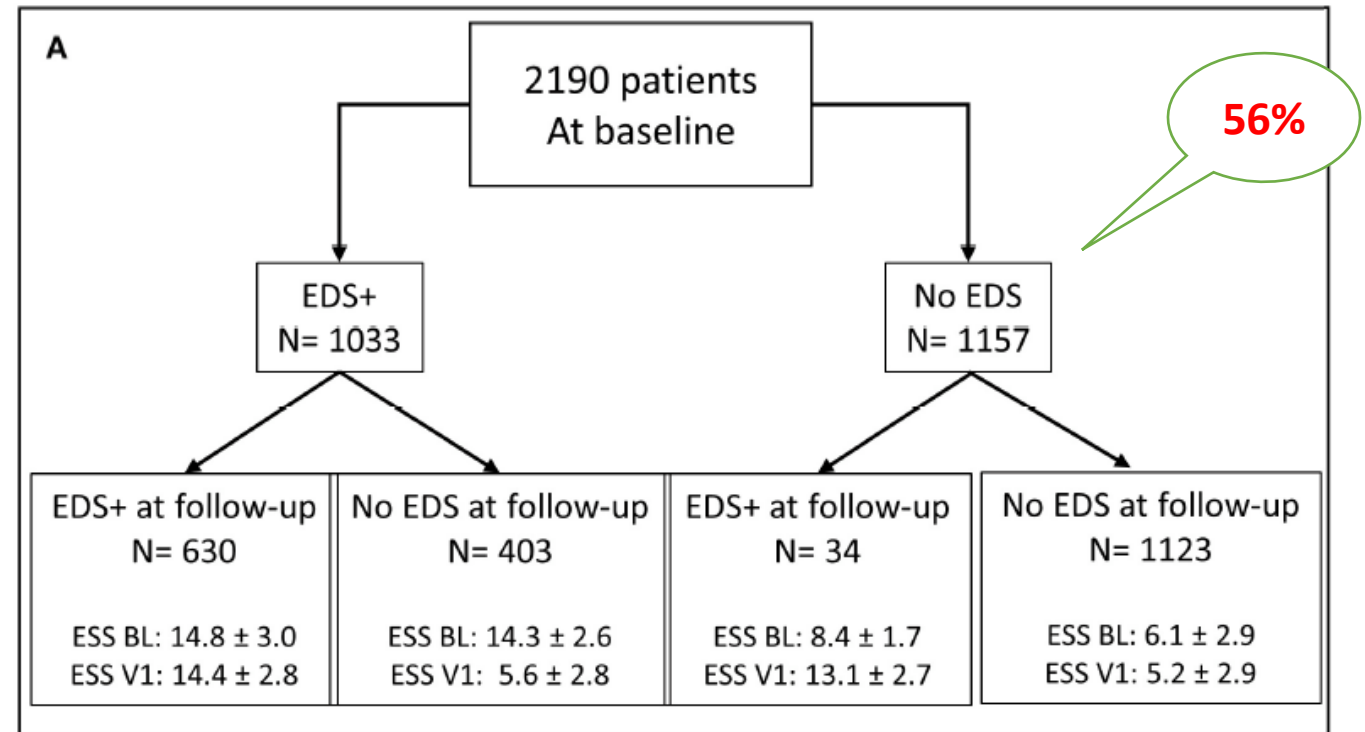 A
2190 patients
At baseline
56%
EDS+
N= 1033
No EDS
N= 1157
EDS+ at follow-up
N= 630
ESS BL: 14.8 ± 3.0
ESS V1: 14.4 ± 2.8
No EDS at follow-up
N= 403
ESS BL: 14.3 ± 2.6
ESS V1: 5.6 ± 2.8
EDS+ at follow-up
N= 34
ESS BL: 8.4 ± 1.7
ESS V1: 13.1 ± 2.7
No EDS at follow-up
N= 1123
ESS BL: 6.1 ± 2.9
ESS V1: 5.2 ± 2.9